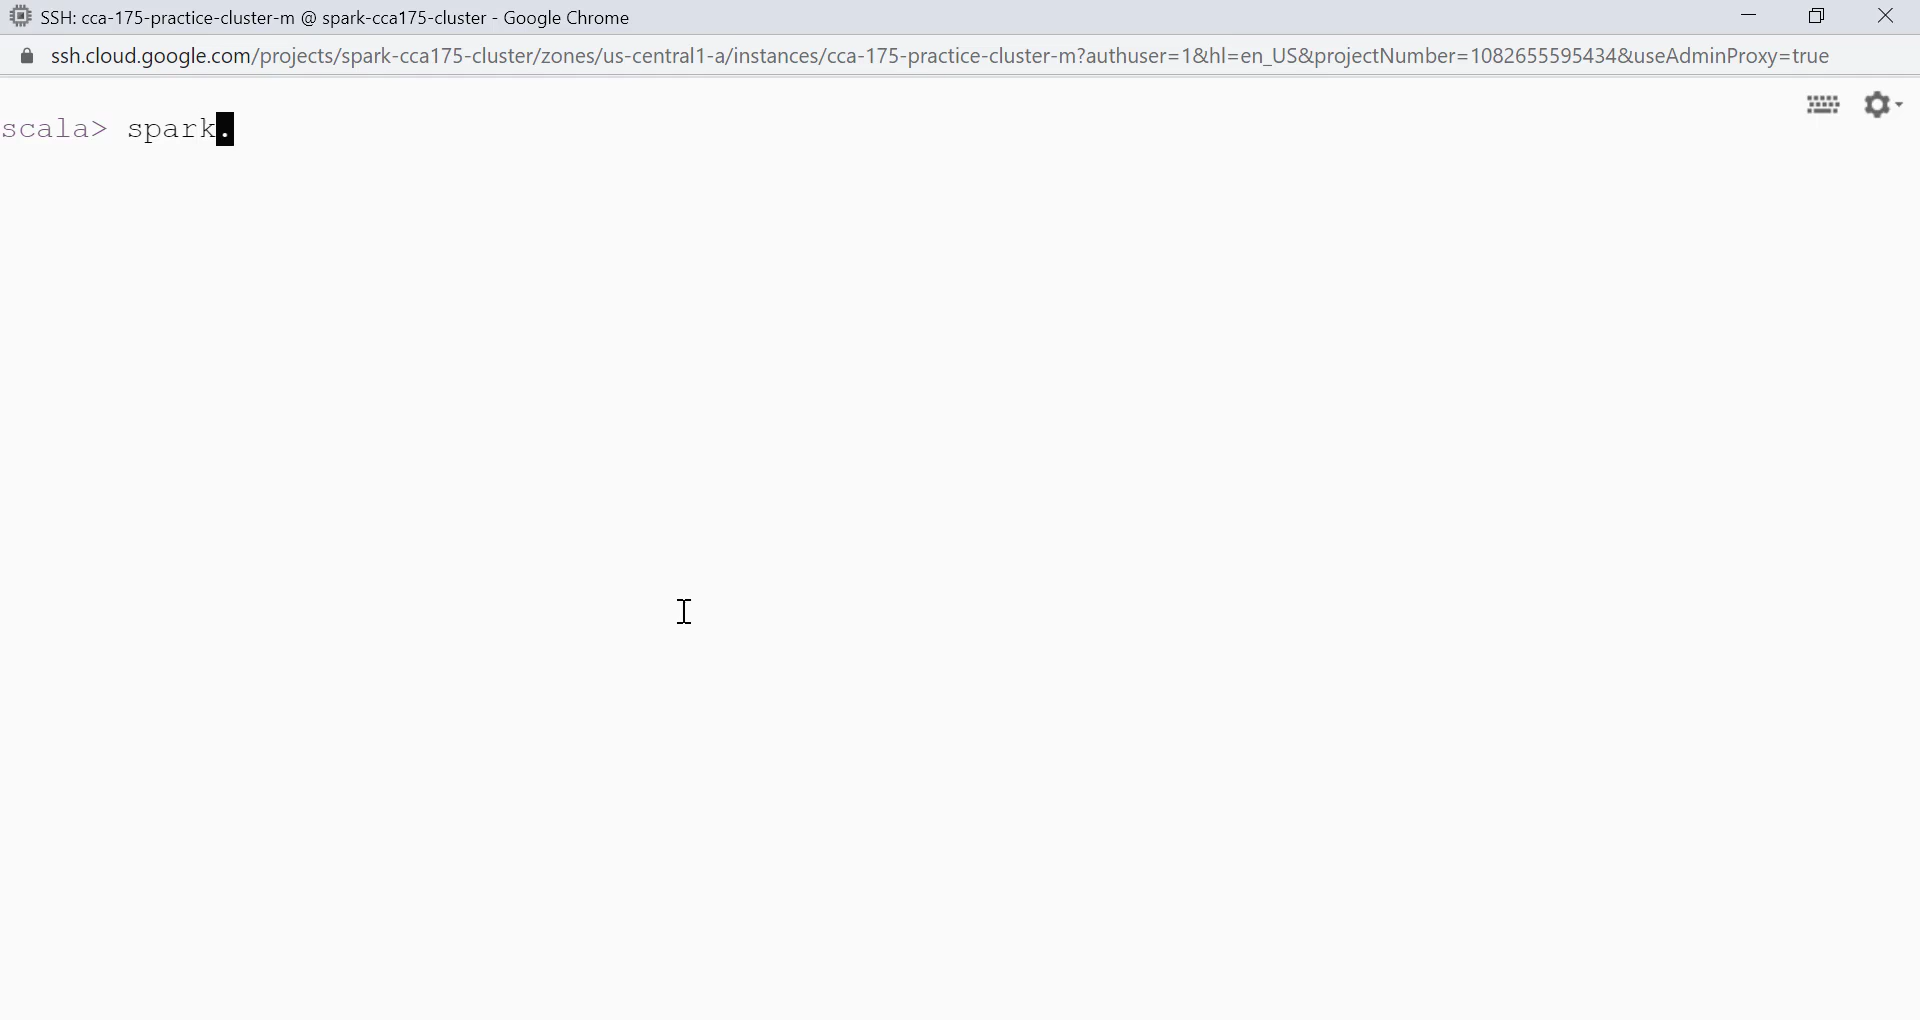 SSH: cca-175-practice-cluster-m @ spark-cca175-cluster - Google Chrome
ssh.cloud.google.com/projects/spark-cca175-cluster/zones/us-central1-a/instances/cca-175-practice-cluster-m?authuser=1&hl=en_US&projectNumber=1082655595434&useAdminProxy=true
scala> spark.